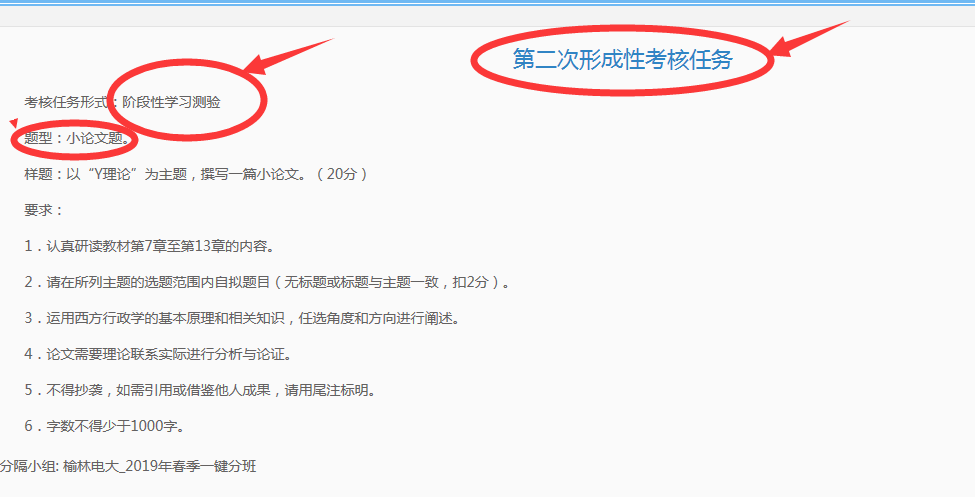 第二次形成性考核任务
考核任务形式：阶段性学习测验
题型：小论文题。
样题：以“Y理论”为主题，撰写一篇小论文。（20分）
要求：
1．认真研读教材第7章至第13章的内容。
2．请在所列主题的选题范围内自拟题目（无标题或标题与主题一致，扣2分）。
3．运用西方行政学的基本原理和相关知识，任选角度和方向进行阐述。
4．论文需要理论联系实际进行分析与论证。
5．不得抄袭，如需引用或借鉴他人成果，请用尾注标明。
6．字数不得少于1000字。
分隔小组: 榆林电大_2019年春季一键分班